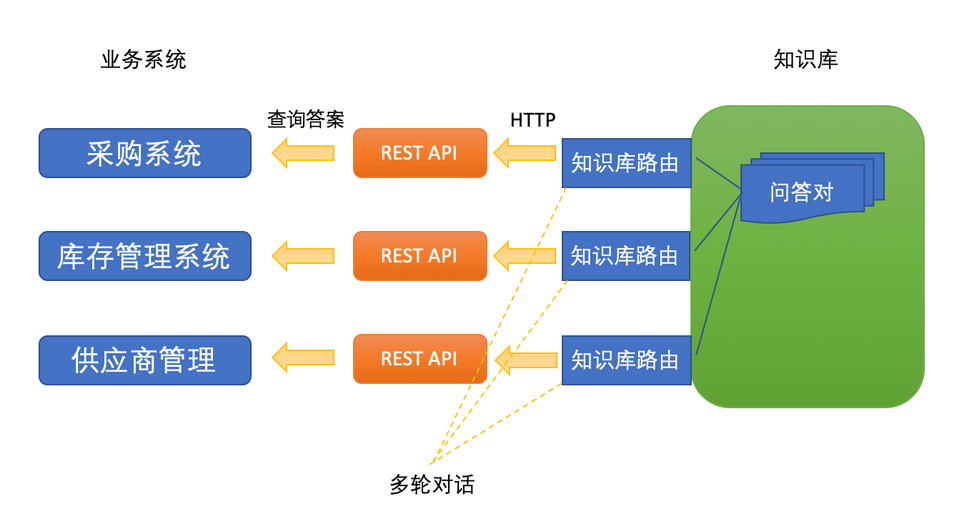 业务系统
知识库
查询答案
HTTP
采购系统
REST API
知识库路由
问答对
库存管理系统
REST API
知识库路由
供应商管理
REST API
知识库路由
多轮对话